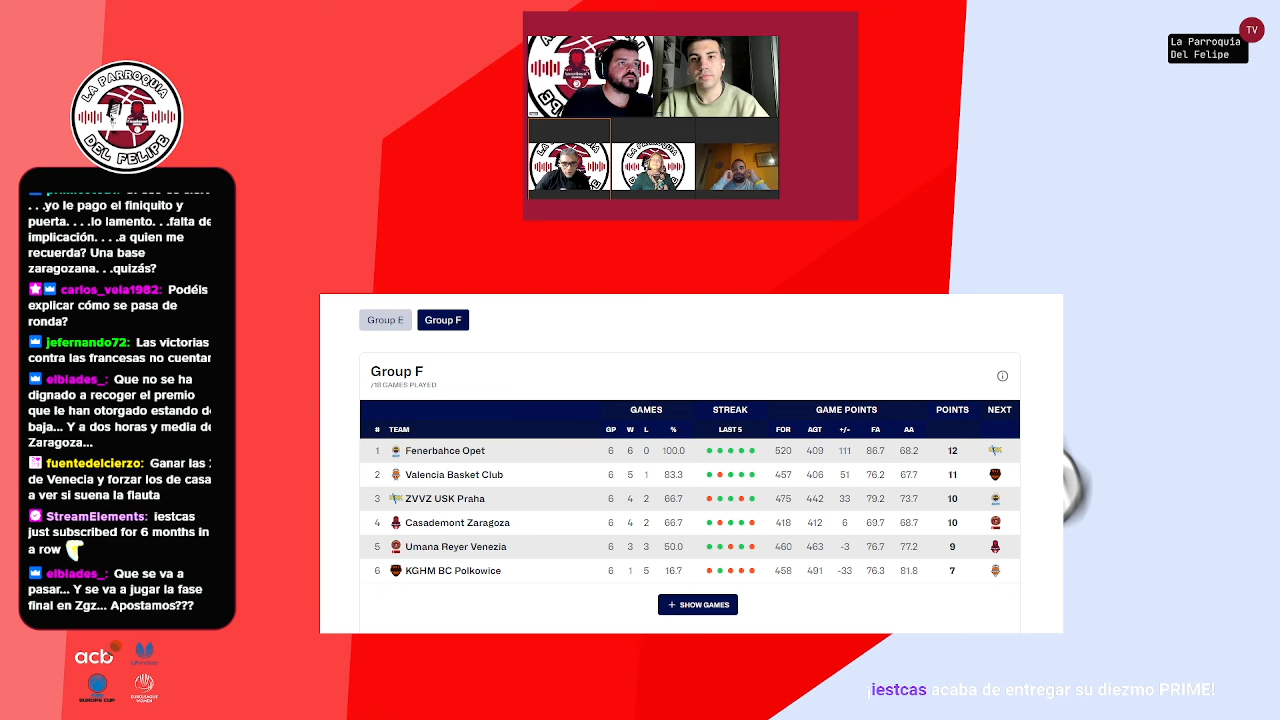 La Parroquia
Del Felipe
TV
LA PARROQUIA
DEL FELIPE
. . .yo le pago el finiquito y
puerta. . . .lo lamento. . .falta de
implicación. . . .a quien me
recuerda? Una base
zaragozana. . .quizás?
carlos_vela1982: Podéis
explicar cómo se pasa de
ronda?
jefernando72: Las victorias
contra las francesas no cuentan
elblades_: Que no se ha
dignado a recoger el premio
que le han otorgado estando de
baja... Y a dos horas y media de
Zaragoza...
fuentedelcierzo: Ganar las
de Venecia y forzar los de casa
a ver si suena la flauta
StreamElements: iestcas
just subscribed for 6 months in
a row
elblades_: Que se va a
pasar... Y se va a jugar la fase
final en Zgz... Apostamos???
acb
EUROPE CUP
EUROLEAGUE
WOMEN
Group E Group F
Group F
/18 GAMES PLAYED
GAMES STREAK GAME POINTS POINTS NEXT
# TEAM GP W L % LAST 5 FOR AGT +/- FA AA
1 Fenerbahce Opet 6 6 0 100.0 520 409 111 86.7 68.2 12
2 Valencia Basket Club 6 5 1 83.3 457 406 51 76.2 67.7 11
3 ZVVZ USK Praha 6 4 2 66.7 475 442 33 79.2 73.7 10
4 Casademont Zaragoza 6 4 2 66.7 418 412 6 69.7 68.7 10
5 Umana Reyer Venezia 6 3 3 50.0 460 463 -3 76.7 77.2 9
6 KGHM BC Polkowice 6 1 5 16.7 458 491 -33 76.3 81.8 7
+ SHOW GAMES
iestcas acaba de entregar su diezmo PRIME!